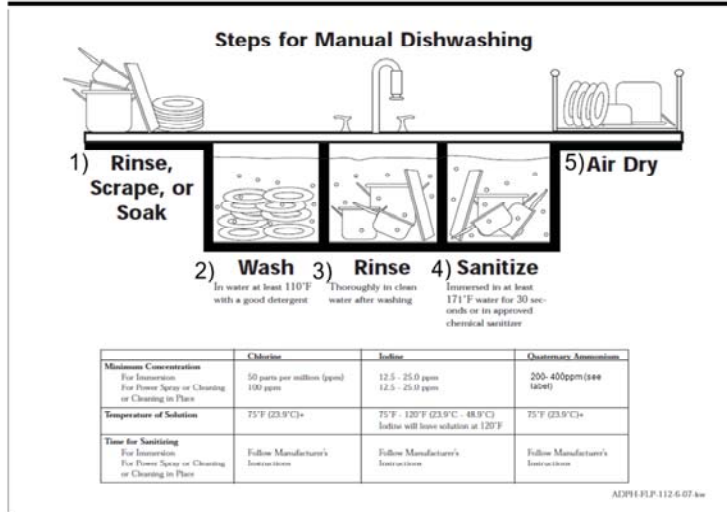 Steps for Manual Dishwashing
1) Rinse,
Scrape, or
Soak
2) Wash
In water at least 110°F
with a good detergent
3) Rinse
Thoroughly in clean
water after washing
4) Sanitize
Immersed in at least
171°F water for 30 sec-
onds or in approved
chemical sanitizer
5) Air Dry
Chlorine Iodine Quaternary Ammonium
Minimum Concentration
For Immersion 50 parts per million (ppm) 12.5 - 25.0 ppm 200- 400ppm (see
For Power Spray or Cleaning 100 ppm 12.5 - 25.0 ppm label)
or Cleaning in Place
Temperature of Solution 75°F (23.9°C)+ 75°F - 120°F (23.9°C - 48.9°C) 75°F (23.9°C)+
Iodine will leave solution at 120°F
Time for Sanitizing
For Immersion Follow Manufacturer's Follow Manufacturer's Follow Manufacturer's
For Power Spray or Cleaning Instructions Instructions Instructions
or Cleaning in Place
ADPH-FLP-112-6-07-kw